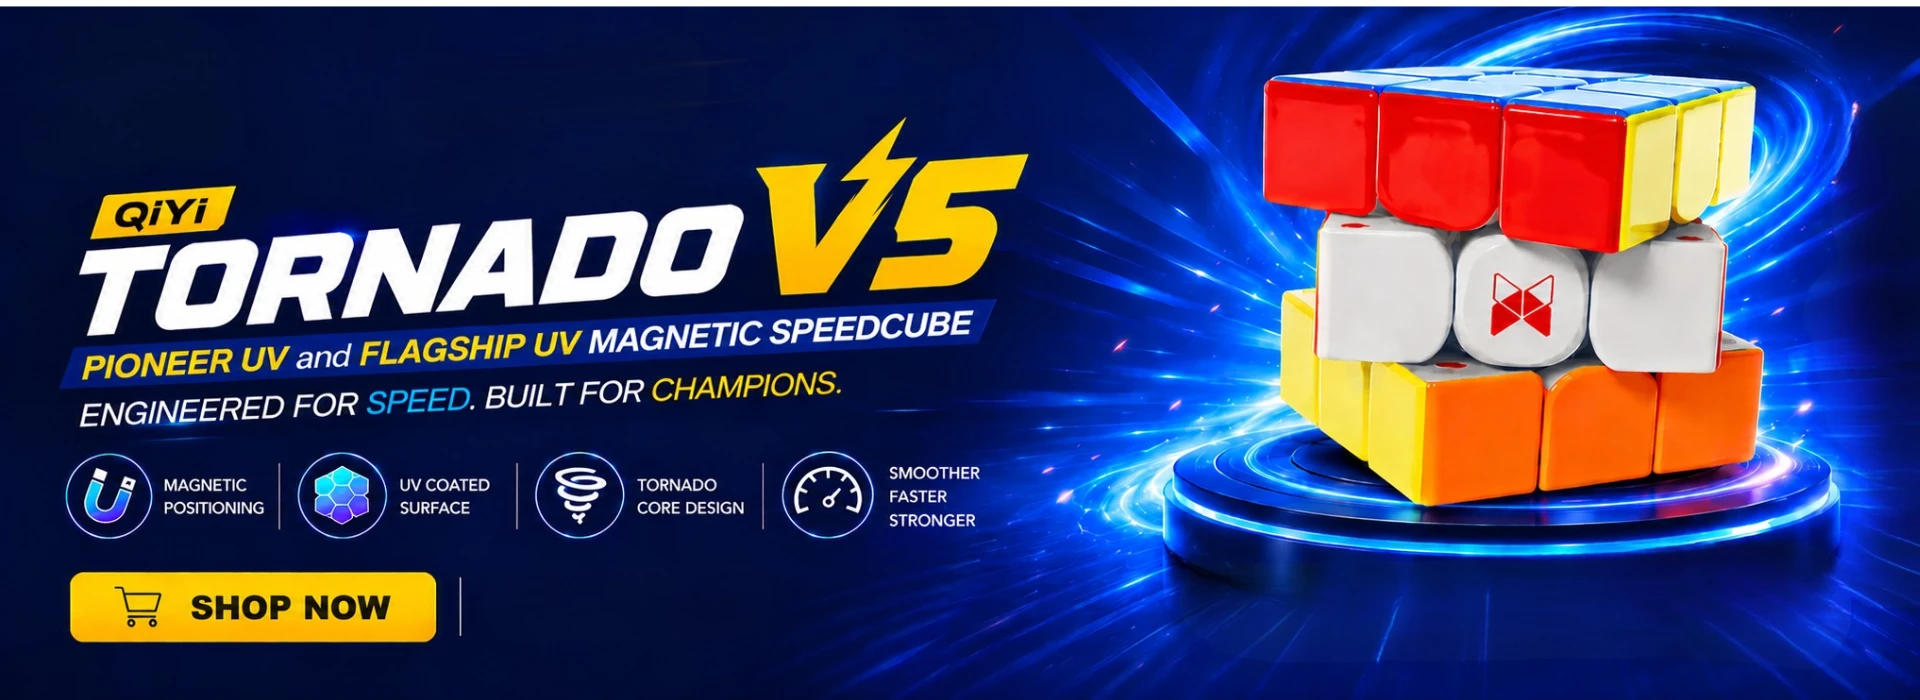 QiYi
TORNADO V5
PIONEER UV and FLAGSHIP UV MAGNETIC SPEEDCUBE
ENGINEERED FOR SPEED. BUILT FOR CHAMPIONS.
MAGNETIC
POSITIONING
UV COATED
SURFACE
TORNADO
CORE DESIGN
SMOOTHER
FASTER
STRONGER
SHOP NOW